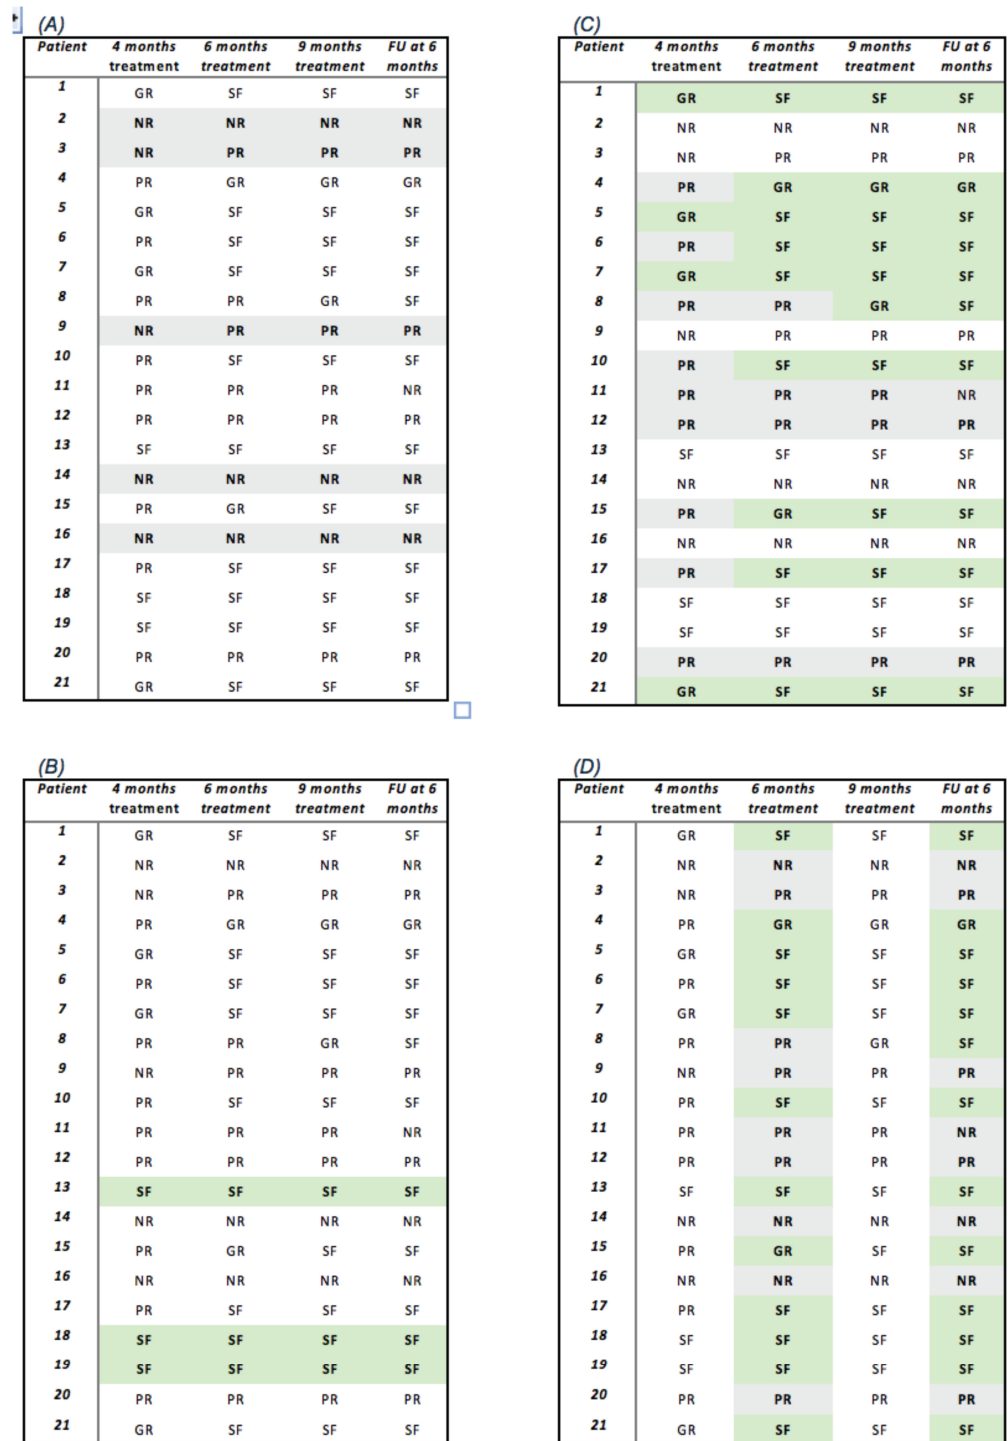 (A)
Patient 4 months treatment 6 months treatment 9 months treatment FU at 6 months
1 GR SF SF SF
2 NR NR NR NR
3 NR PR PR PR
4 PR GR GR GR
5 GR SF SF SF
6 PR SF SF SF
7 GR SF SF SF
8 PR PR GR SF
9 NR PR PR PR
10 PR SF SF SF
11 PR PR PR NR
12 PR PR PR PR
13 SF SF SF SF
14 NR NR NR NR
15 PR GR SF SF
16 NR NR NR NR
17 PR SF SF SF
18 SF SF SF SF
19 SF SF SF SF
20 PR PR PR PR
21 GR SF SF SF
(C)
Patient 4 months treatment 6 months treatment 9 months treatment FU at 6 months
1 GR SF SF SF
2 NR NR NR NR
3 NR PR PR PR
4 PR GR GR GR
5 GR SF SF SF
6 PR SF SF SF
7 GR SF SF SF
8 PR PR GR SF
9 NR PR PR PR
10 PR SF SF SF
11 PR PR PR NR
12 PR PR PR PR
13 SF SF SF SF
14 NR NR NR NR
15 PR GR SF SF
16 NR NR NR NR
17 PR SF SF SF
18 SF SF SF SF
19 SF SF SF SF
20 PR PR PR PR
21 GR SF SF SF
(B)
Patient 4 months treatment 6 months treatment 9 months treatment FU at 6 months
1 GR SF SF SF
2 NR NR NR NR
3 NR PR PR PR
4 PR GR GR GR
5 GR SF SF SF
6 PR SF SF SF
7 GR SF SF SF
8 PR PR GR SF
9 NR PR PR PR
10 PR SF SF SF
11 PR PR PR NR
12 PR PR PR PR
13 SF SF SF SF
14 NR NR NR NR
15 PR GR SF SF
16 NR NR NR NR
17 PR SF SF SF
18 SF SF SF SF
19 SF SF SF SF
20 PR PR PR PR
21 GR SF SF SF
(D)
Patient 4 months treatment 6 months treatment 9 months treatment FU at 6 months
1 GR SF SF SF
2 NR NR NR NR
3 NR PR PR PR
4 PR GR GR GR
5 GR SF SF SF
6 PR SF SF SF
7 GR SF SF SF
8 PR PR GR SF
9 NR PR PR PR
10 PR SF SF SF
11 PR PR PR NR
12 PR PR PR PR
13 SF SF SF SF
14 NR NR NR NR
15 PR GR SF SF
16 NR NR NR NR
17 PR SF SF SF
18 SF SF SF SF
19 SF SF SF SF
20 PR PR PR PR
21 GR SF SF SF